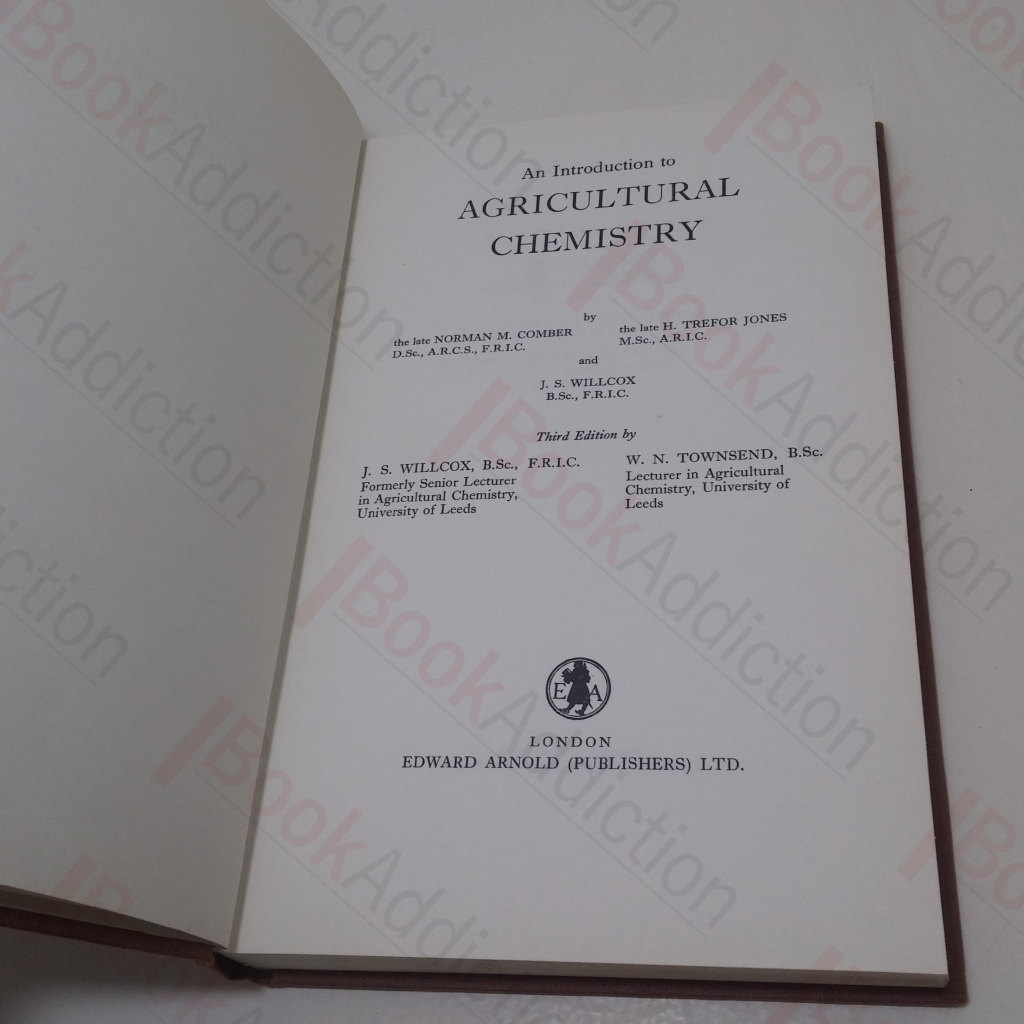 An Introduction to
AGRICULTURAL
CHEMISTRY
by
the late NORMAN M. COMBER
D.Sc., A.R.C.S., F.R.I.C.
the late H. TREFOR JONES
M.Sc., A.R.I.C.
and
J. S. WILLCOX
B.Sc., F.R.I.C.
Third Edition by
J. S. WILLCOX, B.Sc., F.R.I.C.
Formerly Senior Lecturer
in Agricultural Chemistry,
University of Leeds
W. N. TOWNSEND, B.Sc.
Lecturer in Agricultural
Chemistry, University of
Leeds
E A
LONDON
EDWARD ARNOLD (PUBLISHERS) LTD.
BookAddiction